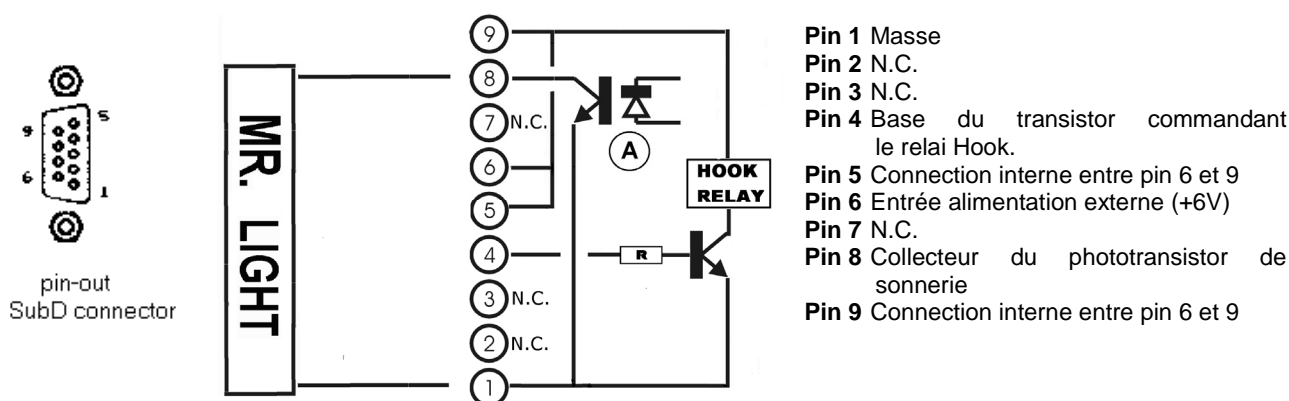 9
5
6
1
pin-out
SubD connector
MR. LIGHT
9
8
7 N.C.
6
5
4
3 N.C.
2 N.C.
1
A
HOOK
RELAY
R
Pin 1 Masse
Pin 2 N.C.
Pin 3 N.C.
Pin 4 Base du transistor commandant
le relai Hook.
Pin 5 Connection interne entre pin 6 et 9
Pin 6 Entrée alimentation externe (+6V)
Pin 7 N.C.
Pin 8 Collecteur du phototransistor de
sonnerie
Pin 9 Connection interne entre pin 6 et 9